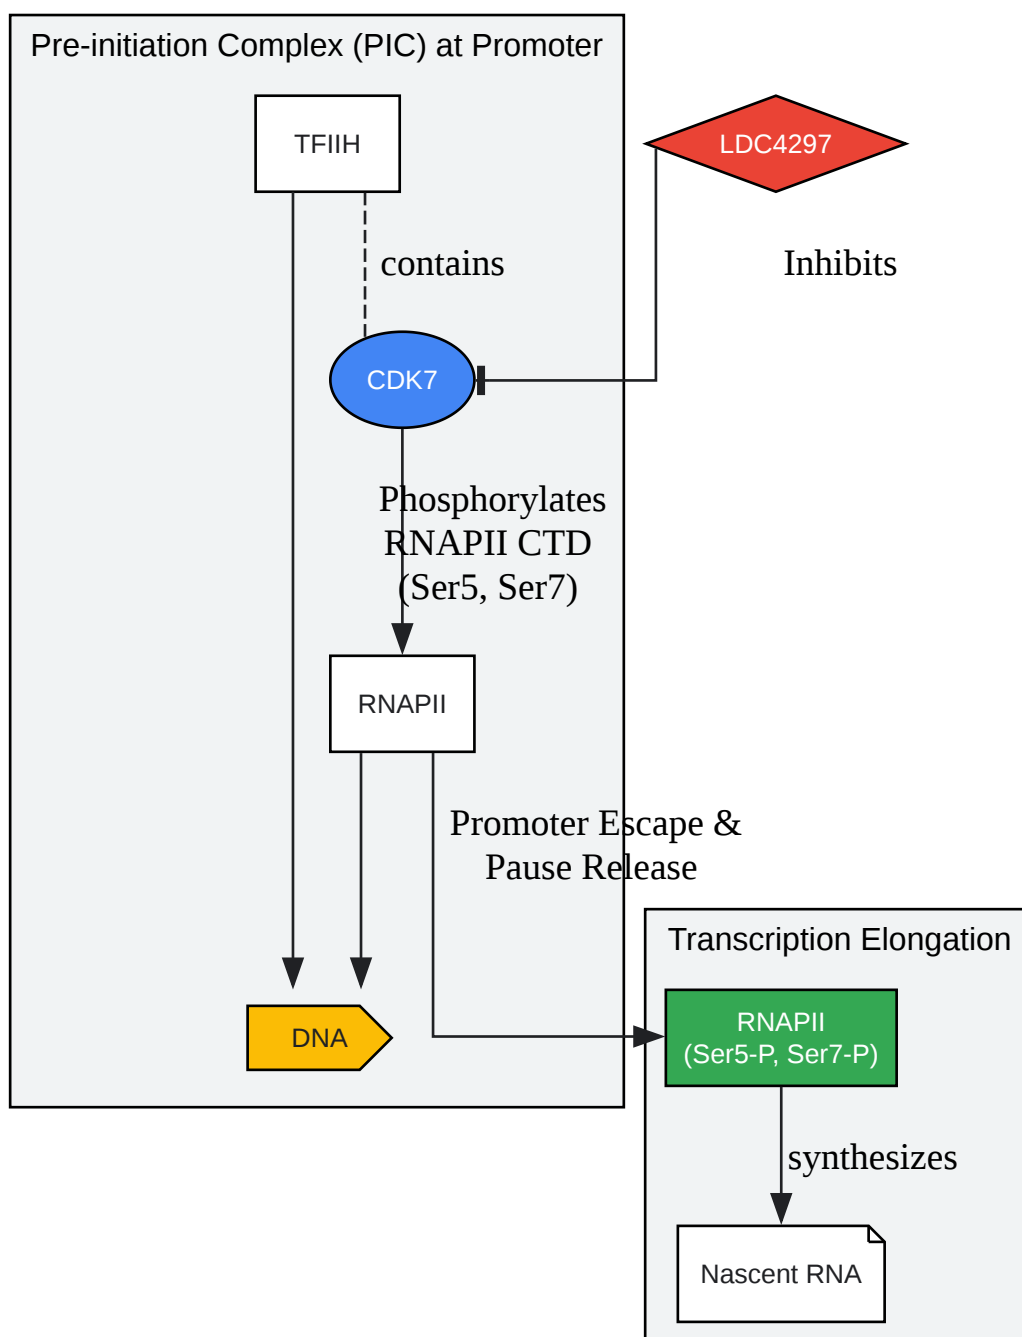 Pre-initiation Complex (PIC) at Promoter
TFIIH
LDC4297
contains
Inhibits
CDK7
Phosphorylates
RNAPII CTD
(Ser5, Ser7)
RNAPII
Promoter Escape &
Pause Release
Transcription Elongation
DNA
RNAPII
(Ser5-P, Ser7-P)
synthesizes
Nascent RNA